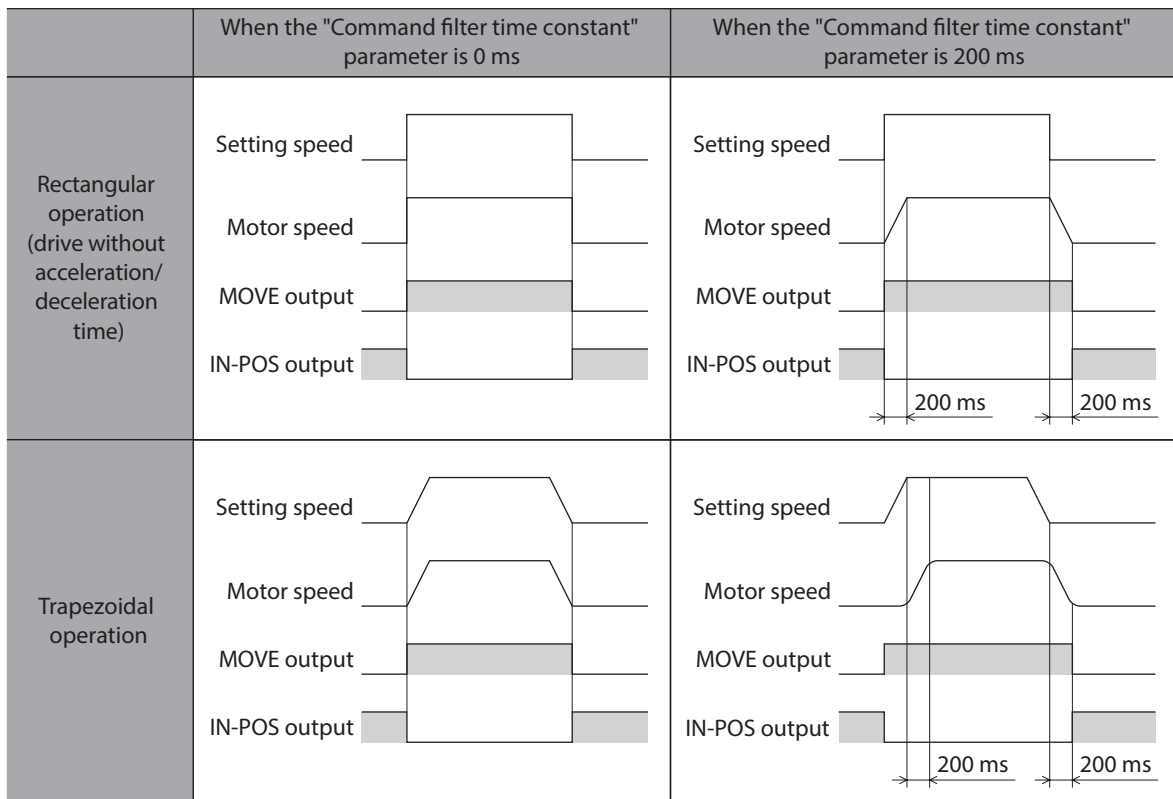 When the "Command filter time constant"
parameter is 0 ms
When the "Command filter time constant"
parameter is 200 ms
Rectangular
operation
(drive without
acceleration/
deceleration
time)
Setting speed
Motor speed
MOVE output
IN-POS output
Setting speed
Motor speed
MOVE output
IN-POS output
200 ms
200 ms
Trapezoidal
operation
Setting speed
Motor speed
MOVE output
IN-POS output
Setting speed
Motor speed
MOVE output
IN-POS output
200 ms
200 ms